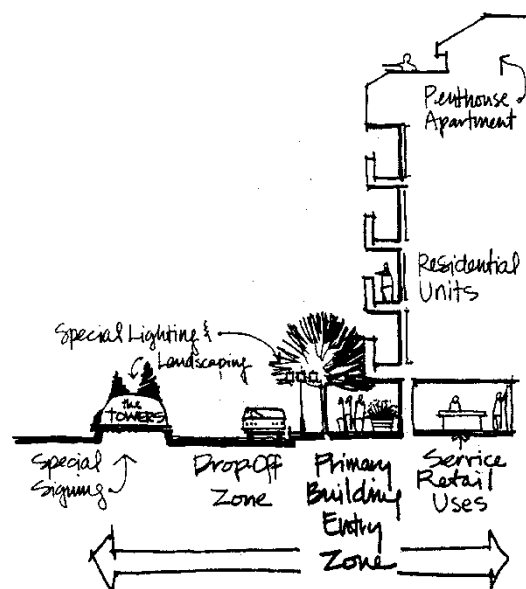 Penthouse
Apartment
Residential
Units
Special Lighting &
Landscaping
the
TOWERS
Special
Signing
Drop-Off
Zone
Primary
Building
Entry
Zone
Service
Retail
Uses